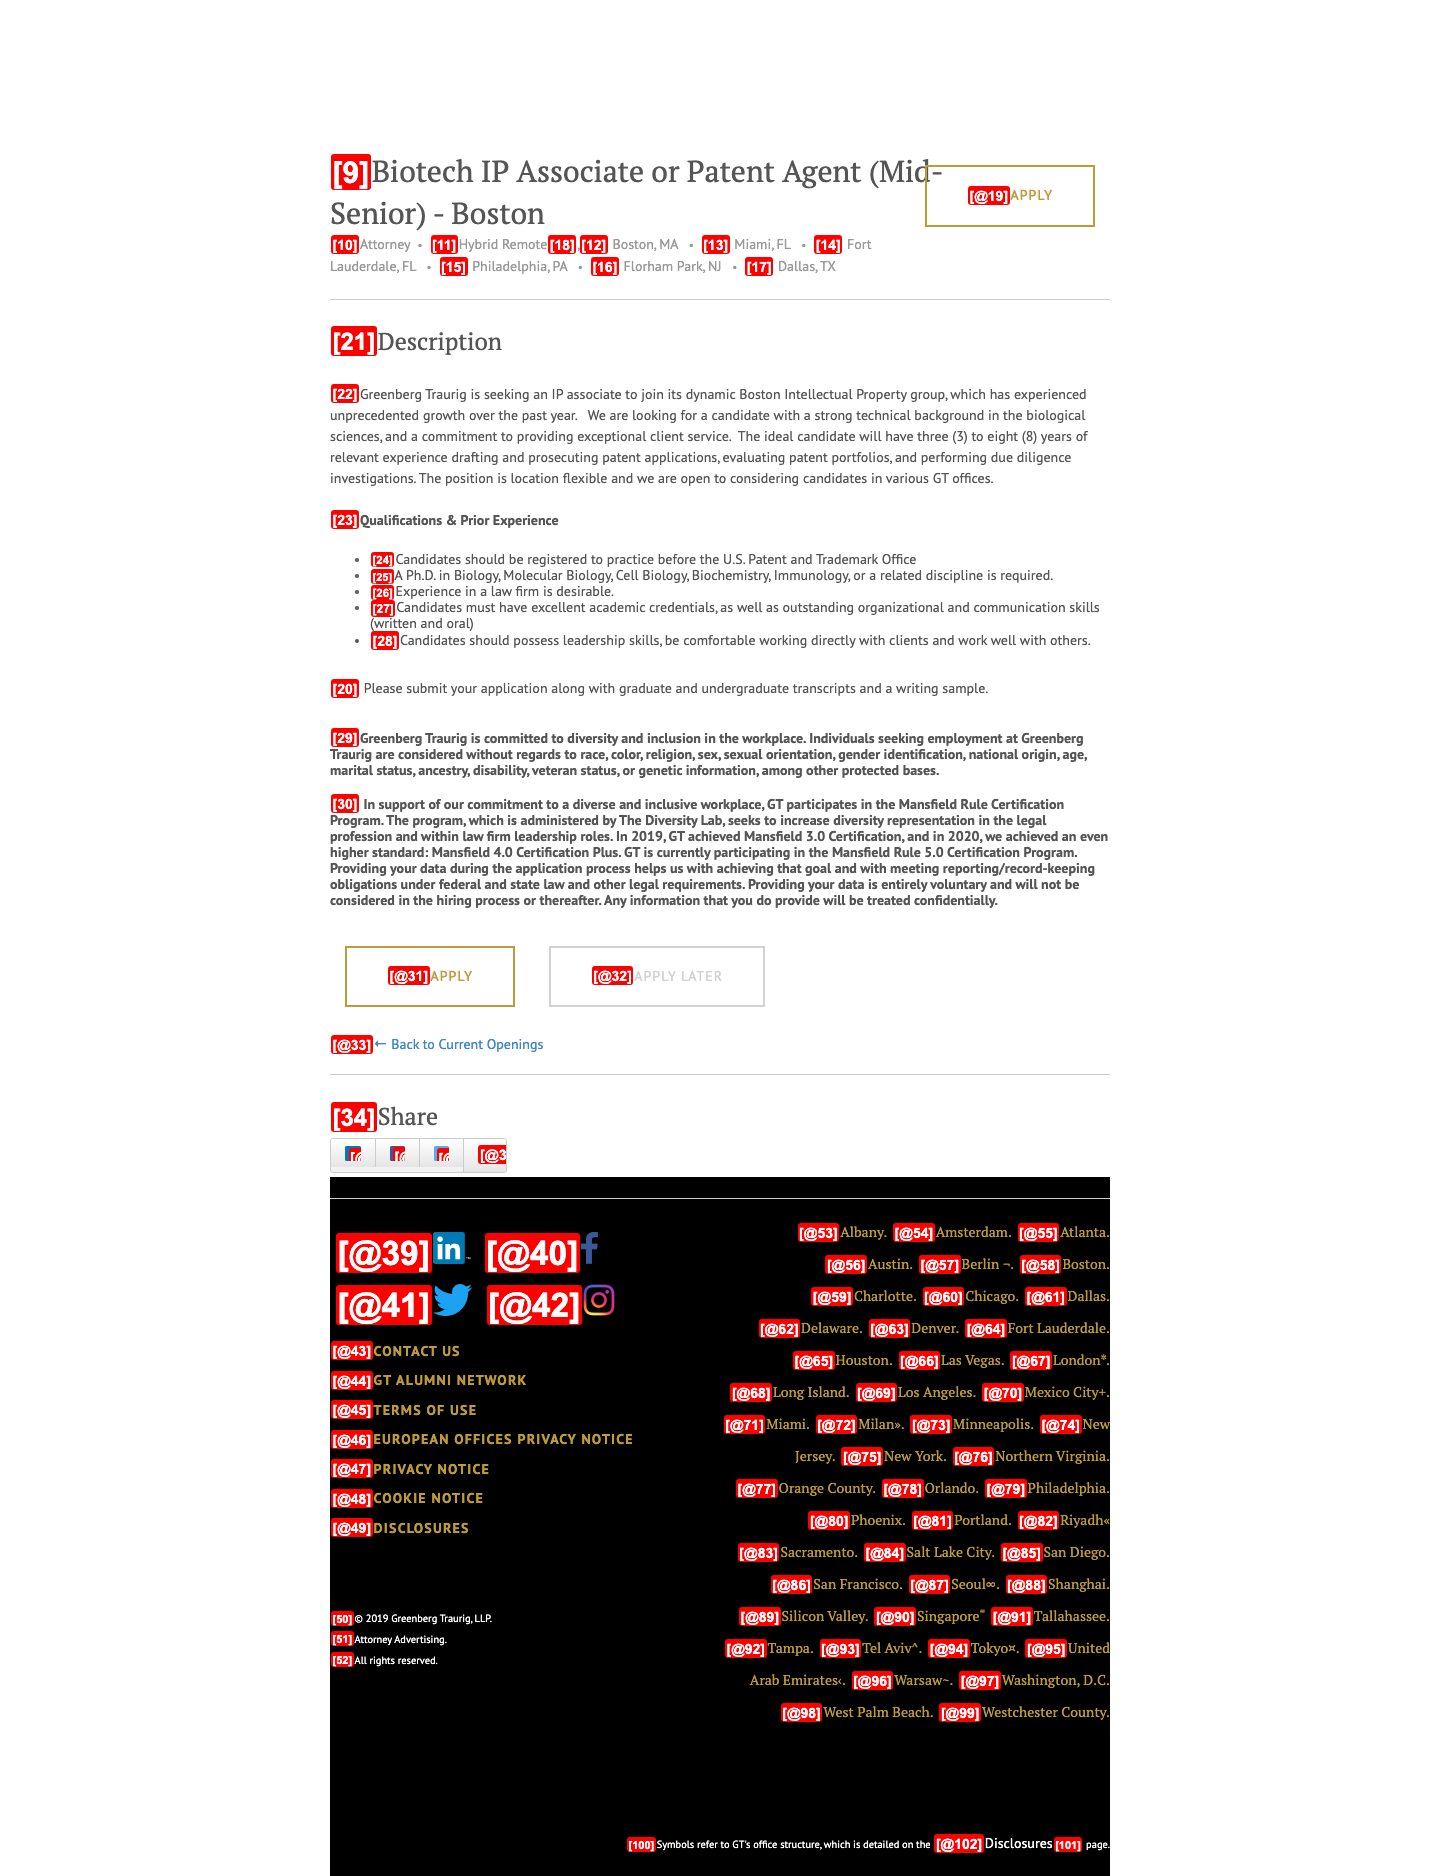 [9]Biotech IP Associate or Patent Agent (Mid-
Senior) - Boston
[@19]APPLY
[10]Attorney • [11]Hybrid Remote[18],[12] Boston, MA • [13] Miami, FL • [14] Fort
Lauderdale, FL • [15] Philadelphia, PA • [16] Florham Park, NJ • [17] Dallas, TX
[21]Description
[22]Greenberg Traurig is seeking an IP associate to join its dynamic Boston Intellectual Property group, which has experienced
unprecedented growth over the past year. We are looking for a candidate with a strong technical background in the biological
sciences, and a commitment to providing exceptional client service. The ideal candidate will have three (3) to eight (8) years of
relevant experience drafting and prosecuting patent applications, evaluating patent portfolios, and performing due diligence
investigations. The position is location flexible and we are open to considering candidates in various GT offices.
[23]Qualifications & Prior Experience
• [24]Candidates should be registered to practice before the U.S. Patent and Trademark Office
• [25]A Ph.D. in Biology, Molecular Biology, Cell Biology, Biochemistry, Immunology, or a related discipline is required.
• [26]Experience in a law firm is desirable.
• [27]Candidates must have excellent academic credentials, as well as outstanding organizational and communication skills
(written and oral)
• [28]Candidates should possess leadership skills, be comfortable working directly with clients and work well with others.
[20] Please submit your application along with graduate and undergraduate transcripts and a writing sample.
[29]Greenberg Traurig is committed to diversity and inclusion in the workplace. Individuals seeking employment at Greenberg
Traurig are considered without regards to race, color, religion, sex, sexual orientation, gender identification, national origin, age,
marital status, ancestry, disability, veteran status, or genetic information, among other protected bases.
[30] In support of our commitment to a diverse and inclusive workplace, GT participates in the Mansfield Rule Certification
Program. The program, which is administered by The Diversity Lab, seeks to increase diversity representation in the legal
profession and within law firm leadership roles. In 2019, GT achieved Mansfield 3.0 Certification, and in 2020, we achieved an even
higher standard: Mansfield 4.0 Certification Plus. GT is currently participating in the Mansfield Rule 5.0 Certification Program.
Providing your data during the application process helps us with achieving that goal and with meeting reporting/record-keeping
obligations under federal and state law and other legal requirements. Providing your data is entirely voluntary and will not be
considered in the hiring process or thereafter. Any information that you do provide will be treated confidentially.
[@31]APPLY [@32]APPLY LATER
[@33]← Back to Current Openings
[34]Share
[@3
[@39]in [@40]f
[@41] [@42]
[@43]CONTACT US
[@44]GT ALUMNI NETWORK
[@45]TERMS OF USE
[@46]EUROPEAN OFFICES PRIVACY NOTICE
[@47]PRIVACY NOTICE
[@48]COOKIE NOTICE
[@49]DISCLOSURES
[50]© 2019 Greenberg Traurig, LLP.
[51]Attorney Advertising.
[52]All rights reserved.
[@53]Albany. [@54]Amsterdam. [@55]Atlanta.
[@56]Austin. [@57]Berlin ¬. [@58]Boston.
[@59]Charlotte. [@60]Chicago. [@61]Dallas.
[@62]Delaware. [@63]Denver. [@64]Fort Lauderdale.
[@65]Houston. [@66]Las Vegas. [@67]London*.
[@68]Long Island. [@69]Los Angeles. [@70]Mexico City+.
[@71]Miami. [@72]Milan». [@73]Minneapolis. [@74]New
Jersey. [@75]New York. [@76]Northern Virginia.
[@77]Orange County. [@78]Orlando. [@79]Philadelphia.
[@80]Phoenix. [@81]Portland. [@82]Riyadh«
[@83]Sacramento. [@84]Salt Lake City. [@85]San Diego.
[@86]San Francisco. [@87]Seoul∞. [@88]Shanghai.
[@89]Silicon Valley. [@90]Singapore [@91]Tallahassee.
[@92]Tampa. [@93]Tel Aviv^. [@94]Tokyo¤. [@95]United
Arab Emirates‹. [@96]Warsaw~. [@97]Washington, D.C.
[@98]West Palm Beach. [@99]Westchester County.
[100]Symbols refer to GT's office structure, which is detailed on the [@102]Disclosures[101] page.